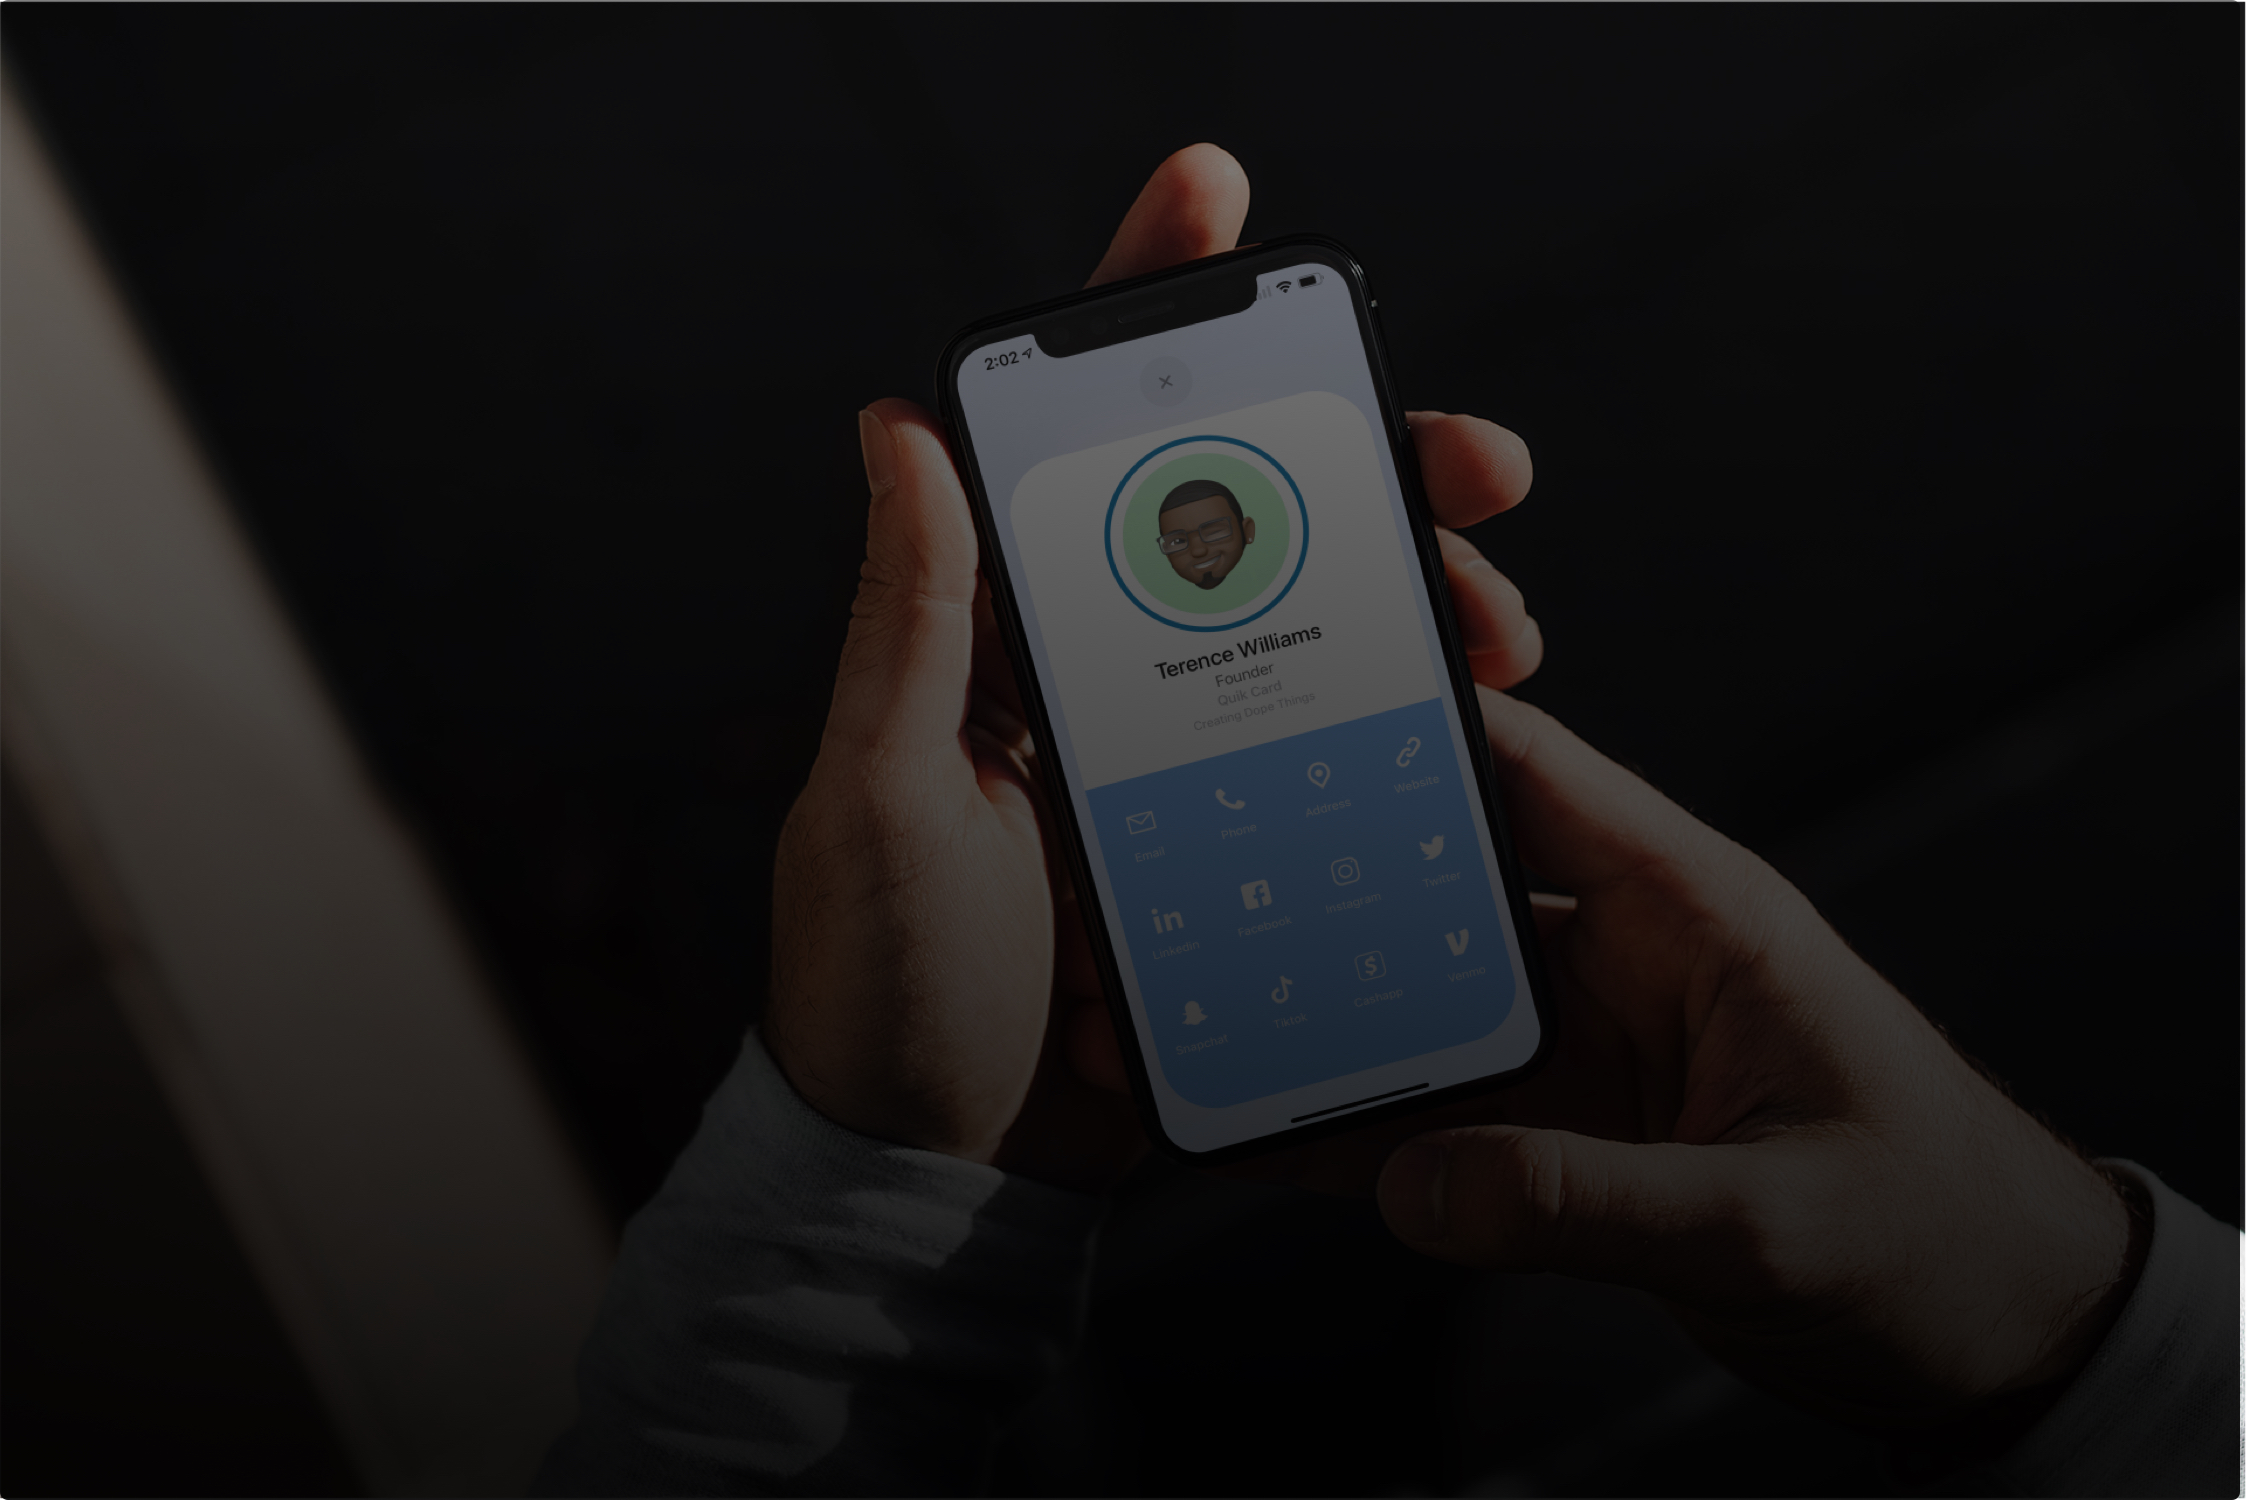 2:02
Terence Williams
Founder
Quik Card
Creating Dope Things
Email
Phone
Address
Website
Linkedin
Facebook
Instagram
Twitter
Snapchat
Tiktok
Cashapp
Venmo